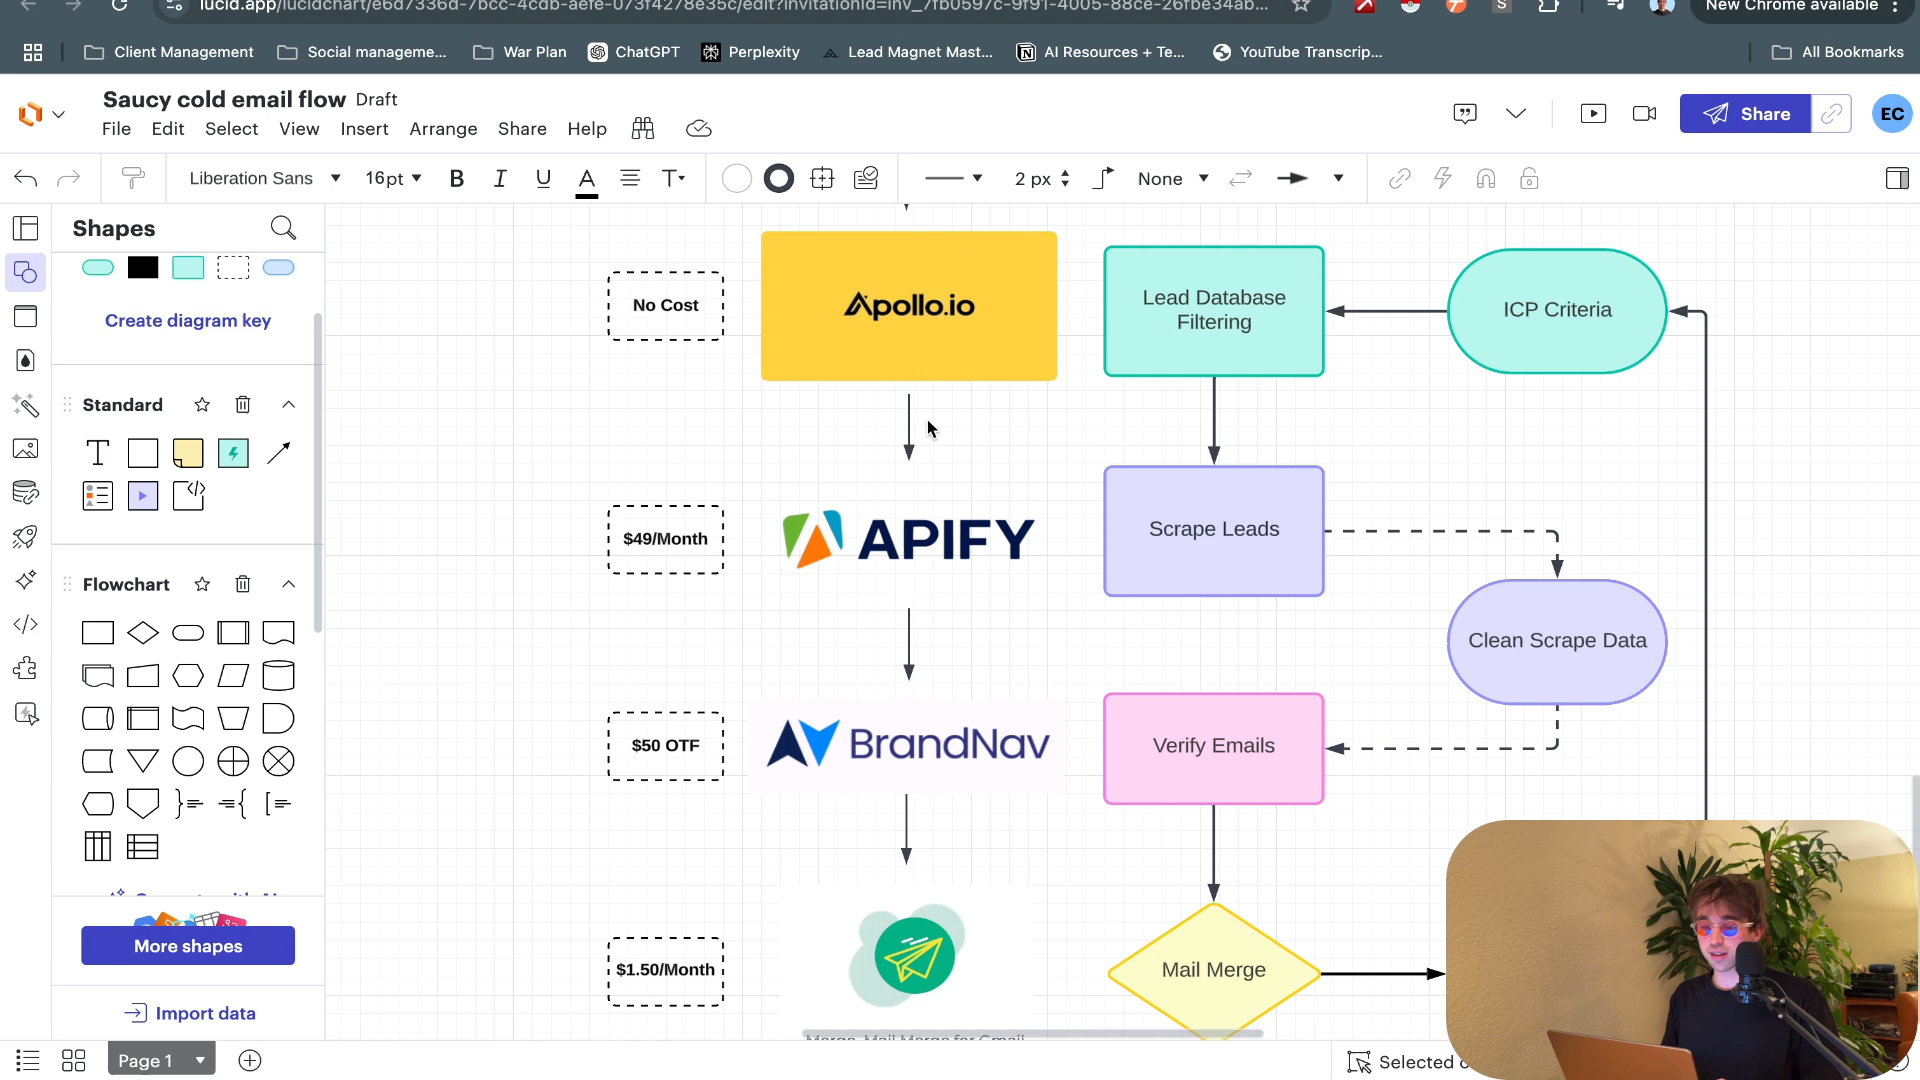 lucid.app/lucidchart/e6d7336d-7bcc-4cdb-aefe-073f4278e35c/edit?invitationId=inv_7fb0597c-9f91-4005-88ce-26fbe34ab...
New Chrome available
Client Management
Social manageme...
War Plan
ChatGPT
Perplexity
Lead Magnet Mast...
AI Resources + Te...
YouTube Transcrip...
All Bookmarks
Saucy cold email flow Draft
File Edit Select View Insert Arrange Share Help
Share
EC
Liberation Sans
16pt
B I U A T
2 px
None
Shapes
Create diagram key
Standard
T
Flowchart
More shapes
Import data
Page 1
No Cost
Apollo.io
Lead Database
Filtering
ICP Criteria
$49/Month
APIFY
Scrape Leads
Clean Scrape Data
$50 OTF
BrandNav
Verify Emails
$1.50/Month
Mail Merge
Merge, Mail Merge for Gmail
Selected